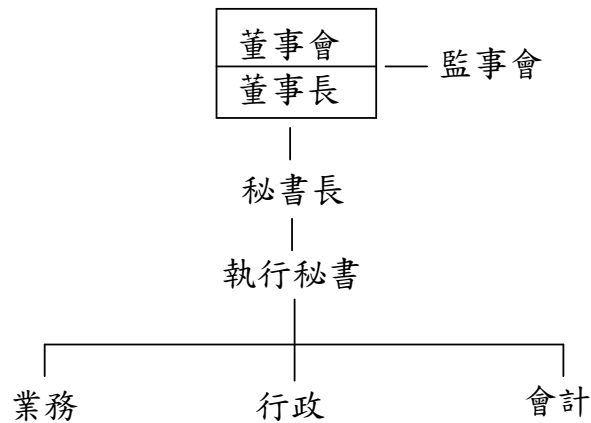 董事會
董事長
監事會
秘書長
執行秘書
業務 行政 會計